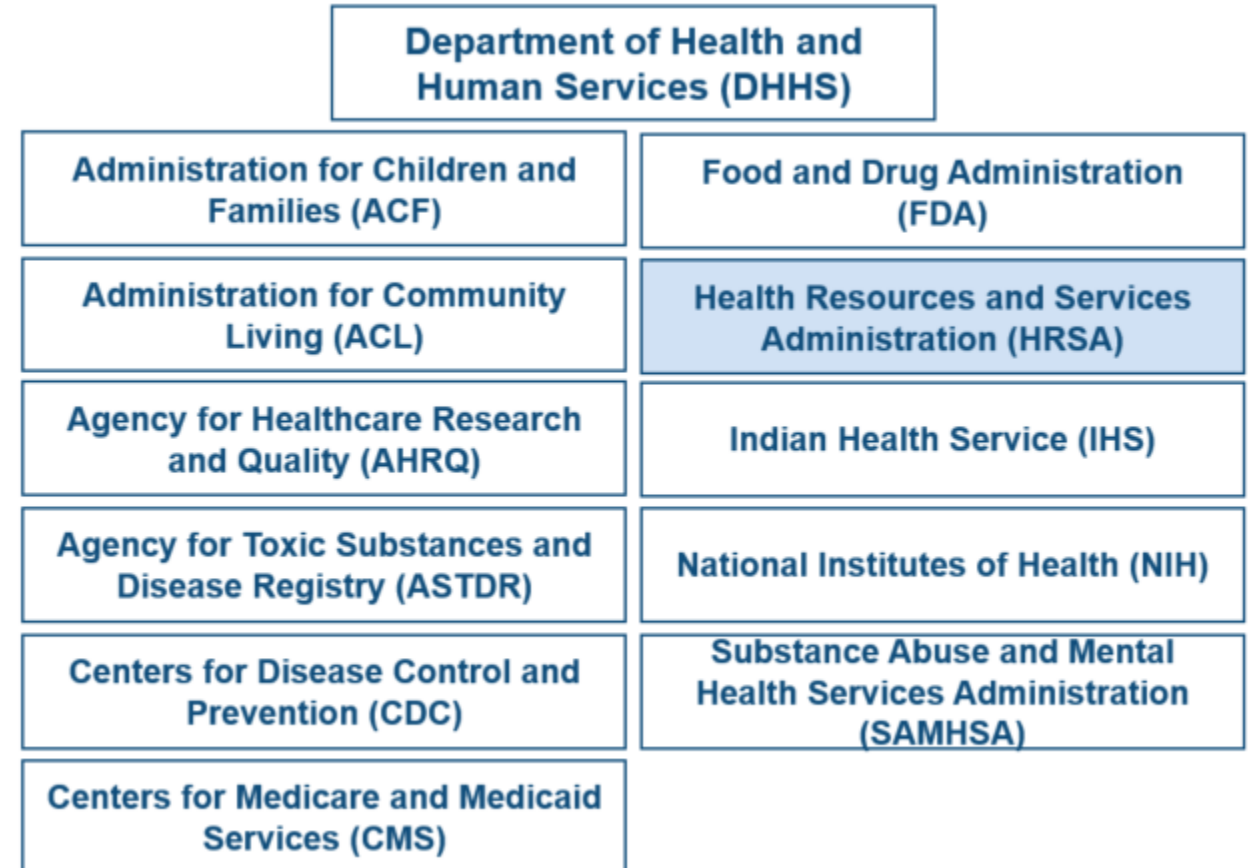 Department of Health and
Human Services (DHHS)
Administration for Children and
Families (ACF)
Administration for Community
Living (ACL)
Agency for Healthcare Research
and Quality (AHRQ)
Agency for Toxic Substances and
Disease Registry (ASTDR)
Centers for Disease Control and
Prevention (CDC)
Centers for Medicare and Medicaid
Services (CMS)
Food and Drug Administration
(FDA)
Health Resources and Services
Administration (HRSA)
Indian Health Service (IHS)
National Institutes of Health (NIH)
Substance Abuse and Mental
Health Services Administration
(SAMHSA)